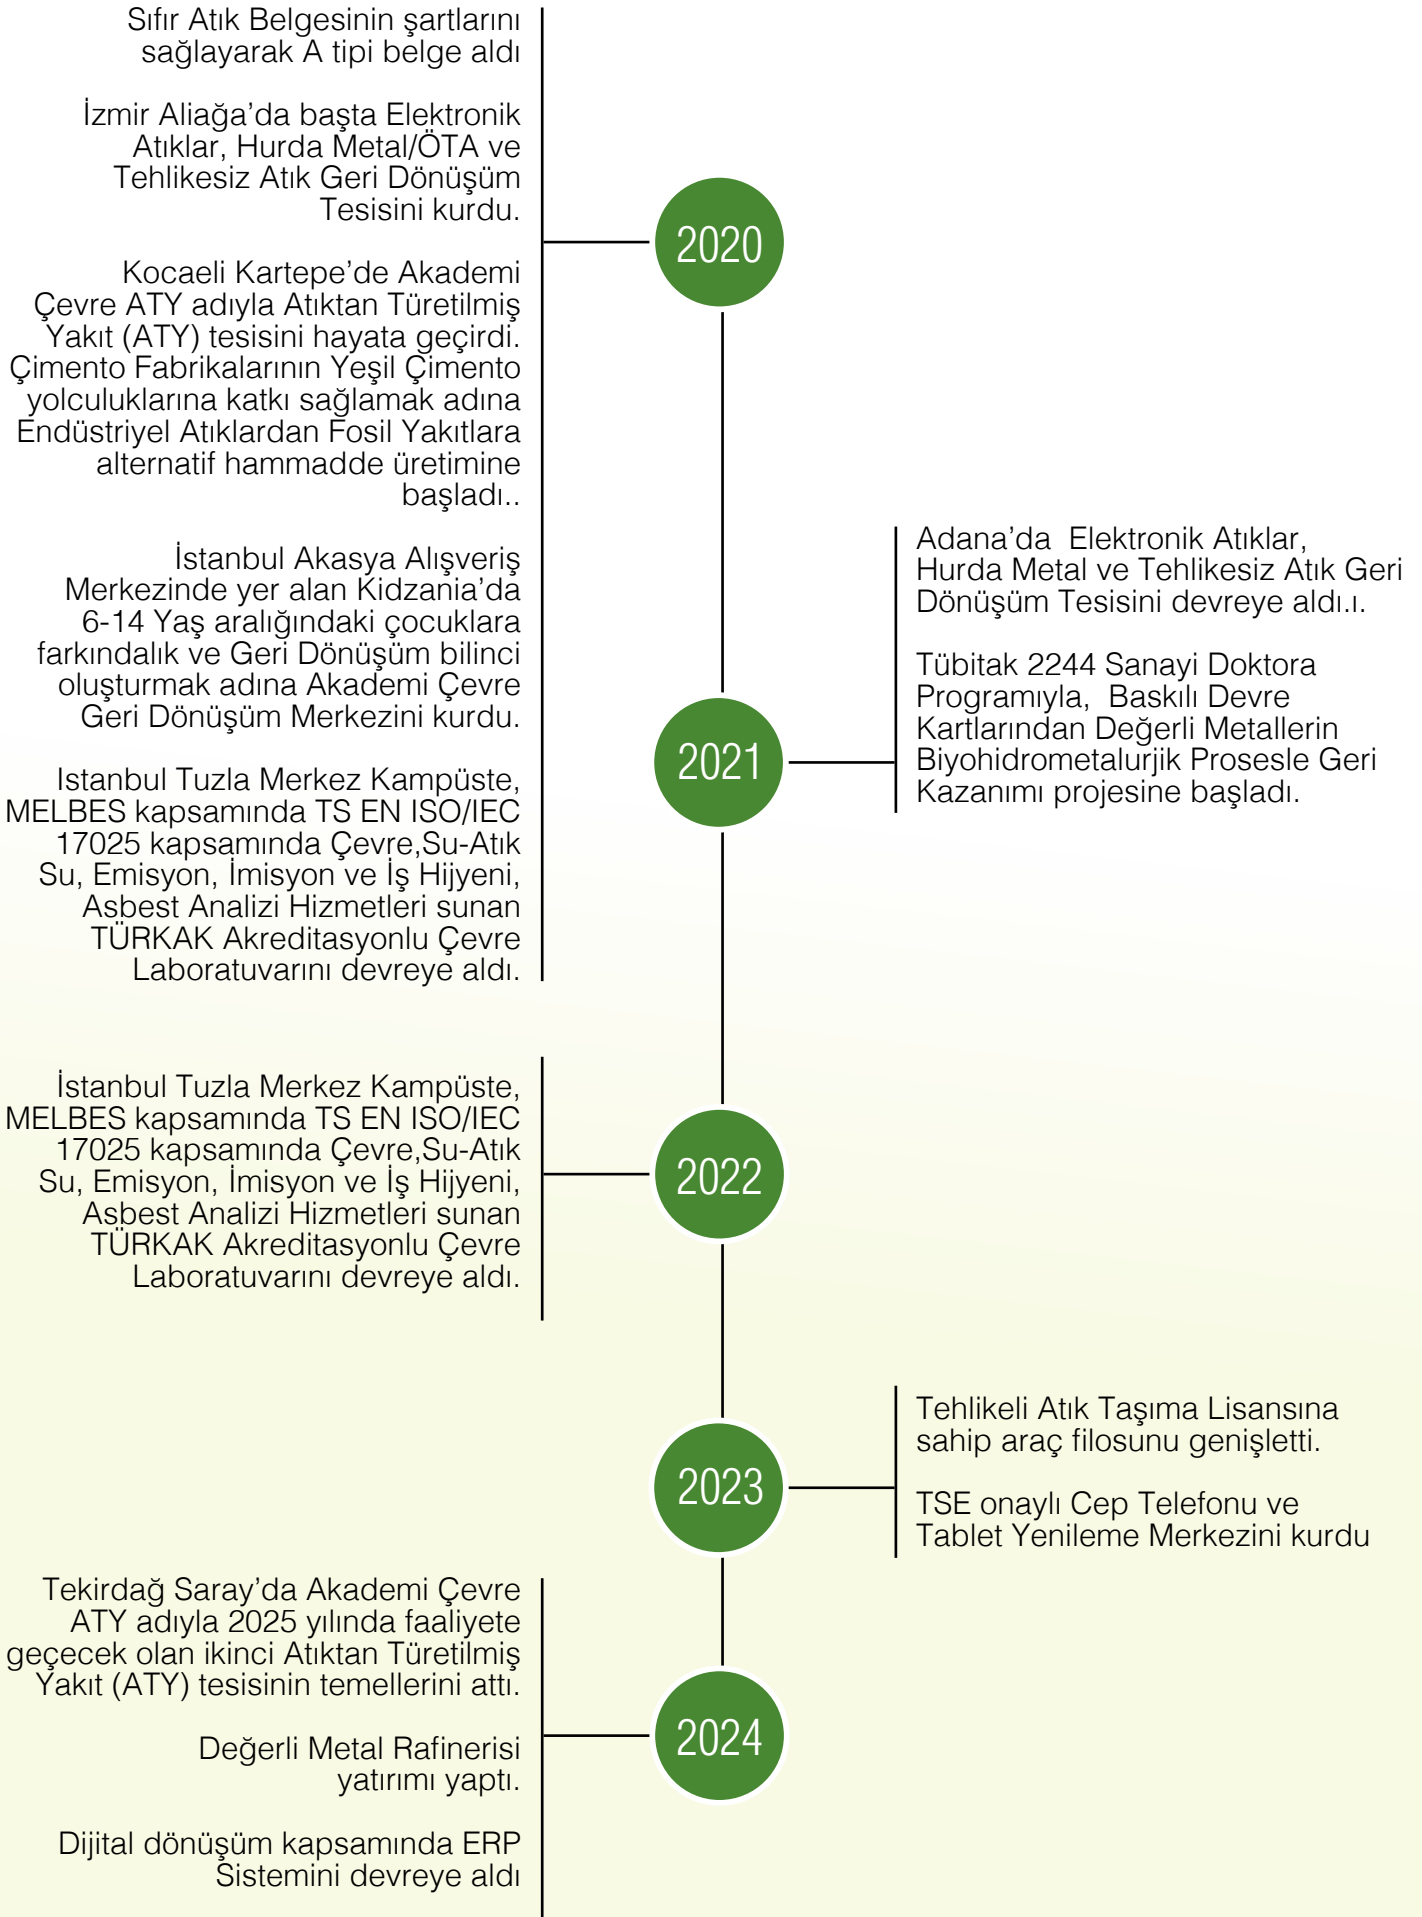 Sıfır Atık Belgesinin şartlarını
sağlayarak A tipi belge aldı
İzmir Aliağa’da başta Elektronik
Atıklar, Hurda Metal/ÖTA ve
Tehlikesiz Atık Geri Dönüşüm
Tesisini kurdu.
Kocaeli Kartepe’de Akademi
Çevre ATY adıyla Atıktan Türetilmiş
Yakıt (ATY) tesisini hayata geçirdi.
Çimento Fabrikalarının Yeşil Çimento
yolculuklarına katkı sağlamak adına
Endüstriyel Atıklardan Fosil Yakıtlara
alternatif hammadde üretimine
başladı..
İstanbul Akasya Alışveriş
Merkezinde yer alan Kidzania’da
6-14 Yaş aralığındaki çocuklara
farkındalık ve Geri Dönüşüm bilinci
oluşturmak adına Akademi Çevre
Geri Dönüşüm Merkezini kurdu.
Istanbul Tuzla Merkez Kampüste,
MELBES kapsamında TS EN ISO/IEC
17025 kapsamında Çevre,Su-Atık
Su, Emisyon, İmisyon ve İş Hijyeni,
Asbest Analizi Hizmetleri sunan
TÜRKAK Akreditasyonlu Çevre
Laboratuvarını devreye aldı.
2020
2021
Adana’da  Elektronik Atıklar,
Hurda Metal ve Tehlikesiz Atık Geri
Dönüşüm Tesisini devreye aldı.ı.
Tübitak 2244 Sanayi Doktora
Programıyla,  Baskılı Devre
Kartlarından Değerli Metallerin
Biyohidrometalurjik Prosesle Geri
Kazanımı projesine başladı.
İstanbul Tuzla Merkez Kampüste,
MELBES kapsamında TS EN ISO/IEC
17025 kapsamında Çevre,Su-Atık
Su, Emisyon, İmisyon ve İş Hijyeni,
Asbest Analizi Hizmetleri sunan
TÜRKAK Akreditasyonlu Çevre
Laboratuvarını devreye aldı.
2022
2023
Tehlikeli Atık Taşıma Lisansına
sahip araç filosunu genişletti.
TSE onaylı Cep Telefonu ve
Tablet Yenileme Merkezini kurdu
Tekirdağ Saray’da Akademi Çevre
ATY adıyla 2025 yılında faaliyete
geçecek olan ikinci Atıktan Türetilmiş
Yakıt (ATY) tesisinin temellerini attı.
Değerli Metal Rafinerisi
yatırımı yaptı.
Dijital dönüşüm kapsamında ERP
Sistemini devreye aldı
2024